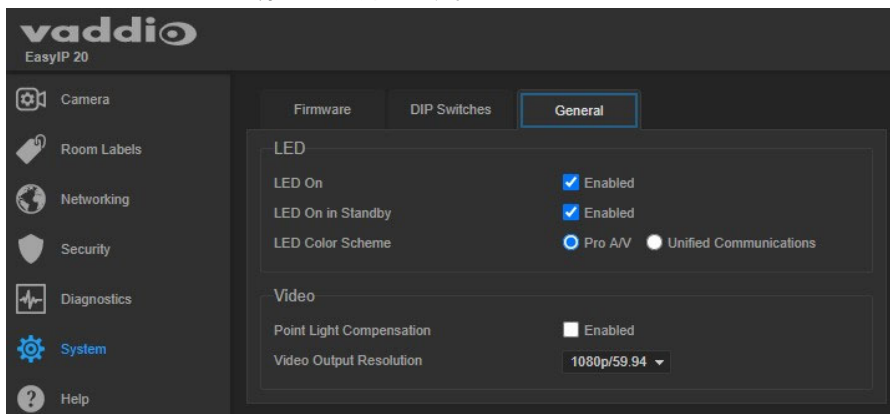 vaddio
EasyIP 20
Camera
Room Labels
Networking
Security
Diagnostics
System
Help
Firmware DIP Switches General
LED
LED On Enabled
LED On in Standby Enabled
LED Color Scheme Pro A/V Unified Communications
Video
Point Light Compensation Enabled
Video Output Resolution 1080p/59.94